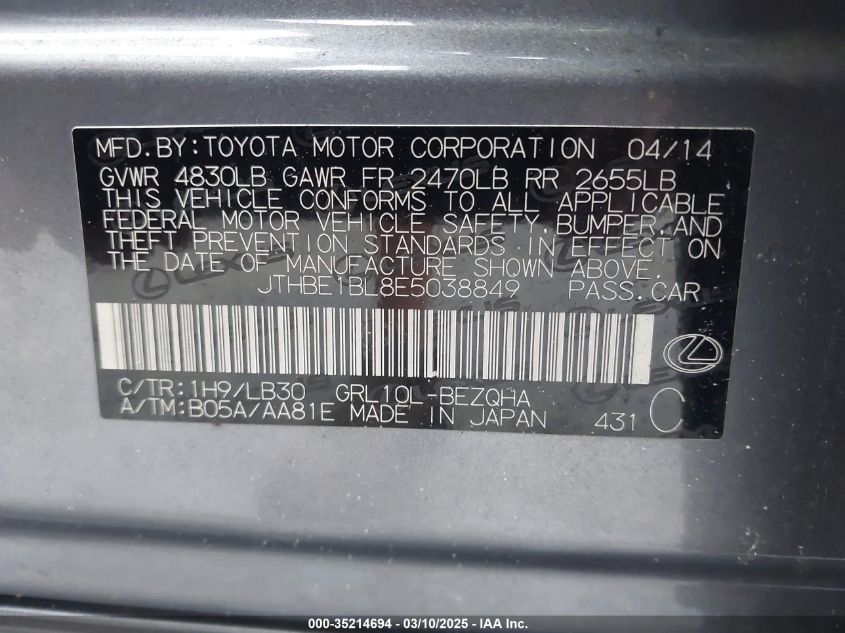 MFD.BY:TOYOTA MOTOR CORPORATION 04/14
GVWR 4830LB GAWR FR 2470LB RR 2655LB
THIS VEHICLE CONFORMS TO ALL APPLICABLE
FEDERAL MOTOR VEHICLE SAFETY,BUMPER,AND
THEFT PREVENTION STANDARDS IN EFFECT ON
THE DATE OF MANUFACTURE SHOWN ABOVE.
JTHBE1BL8E5038849 PASS.CAR
C/TR:1H9/LB30 GRL10L-BEZQHA
A/TM:B05A/AA81E MADE IN JAPAN 431 C
000-35214694 - 03/10/2025 - IAA Inc.